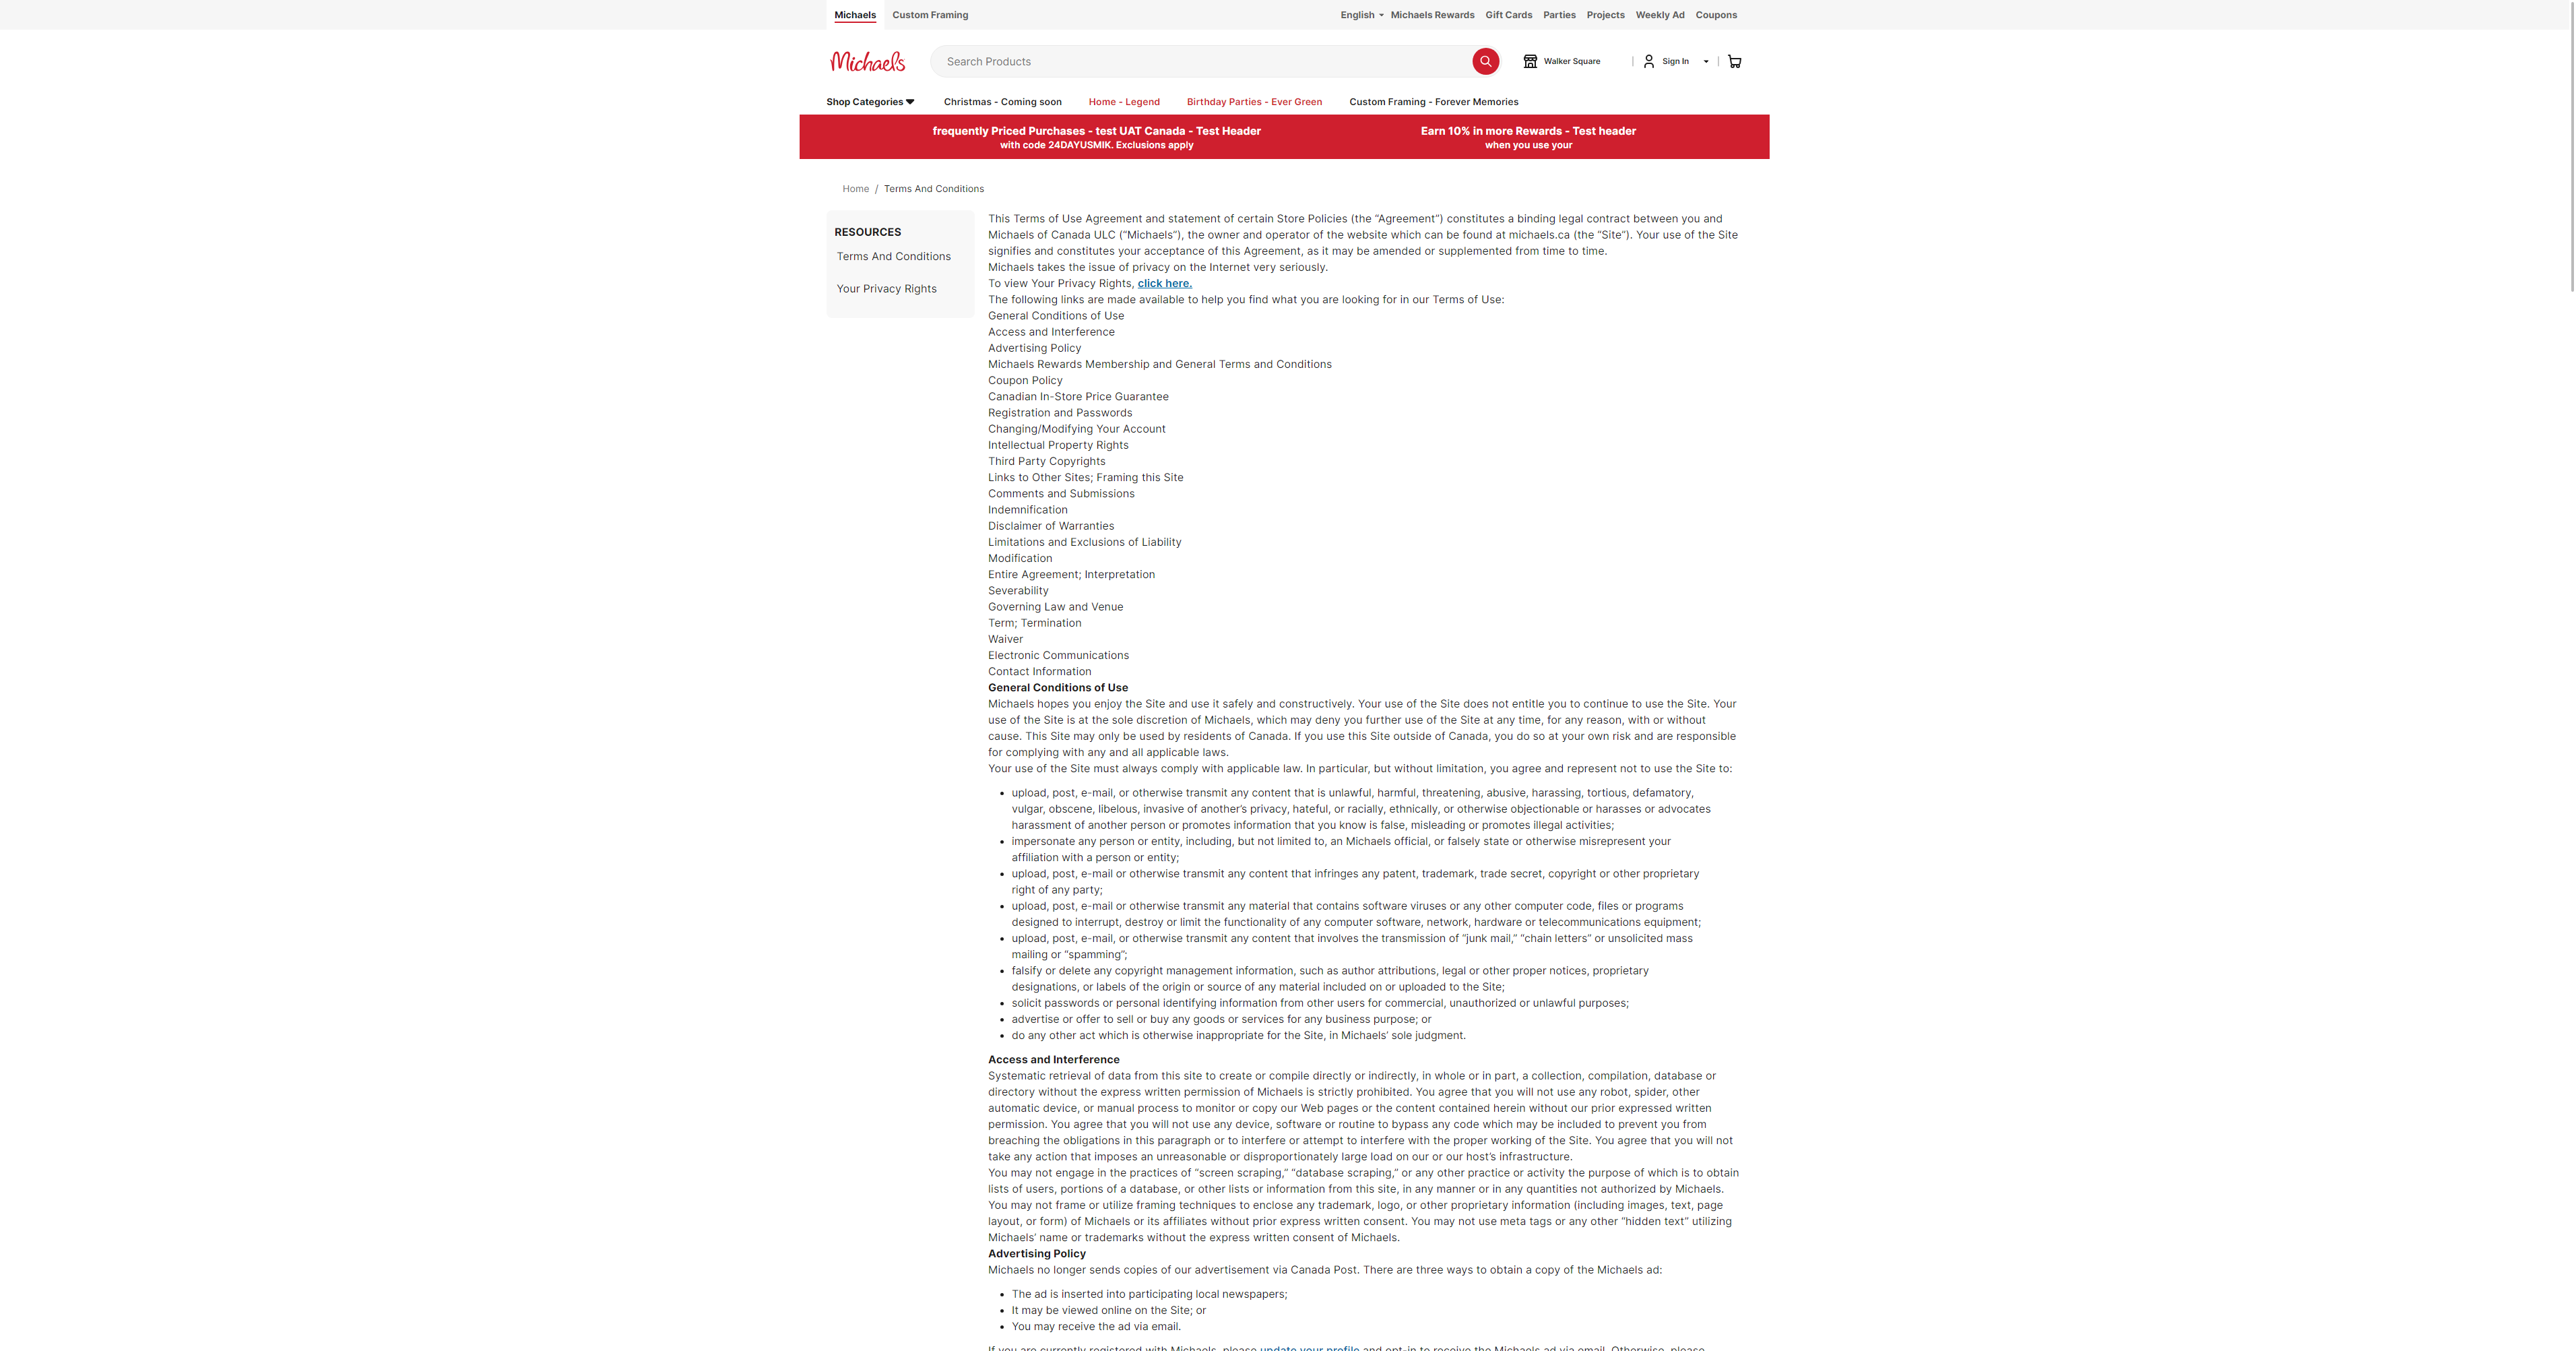 Michaels Custom Framing English Michaels Rewards Gift Cards Parties Projects Weekly Ad Coupons
Michaels Search Products Walker Square | Sign In |
Shop Categories Christmas - Coming soon Home - Legend Birthday Parties - Ever Green Custom Framing - Forever Memories
frequently Priced Purchases - test UAT Canada - Test Header
with code 24DAYUSMIK. Exclusions apply
Earn 10% in more Rewards - Test header
when you use your
Home / Terms And Conditions
RESOURCES
Terms And Conditions
Your Privacy Rights
This Terms of Use Agreement and statement of certain Store Policies (the “Agreement”) constitutes a binding legal contract between you and
Michaels of Canada ULC (“Michaels”), the owner and operator of the website which can be found at michaels.ca (the “Site”). Your use of the Site
signifies and constitutes your acceptance of this Agreement, as it may be amended or supplemented from time to time.
Michaels takes the issue of privacy on the Internet very seriously.
To view Your Privacy Rights, click here.
The following links are made available to help you find what you are looking for in our Terms of Use:
General Conditions of Use
Access and Interference
Advertising Policy
Michaels Rewards Membership and General Terms and Conditions
Coupon Policy
Canadian In-Store Price Guarantee
Registration and Passwords
Changing/Modifying Your Account
Intellectual Property Rights
Third Party Copyrights
Links to Other Sites; Framing this Site
Comments and Submissions
Indemnification
Disclaimer of Warranties
Limitations and Exclusions of Liability
Modification
Entire Agreement; Interpretation
Severability
Governing Law and Venue
Term; Termination
Waiver
Electronic Communications
Contact Information
General Conditions of Use
Michaels hopes you enjoy the Site and use it safely and constructively. Your use of the Site does not entitle you to continue to use the Site. Your
use of the Site is at the sole discretion of Michaels, which may deny you further use of the Site at any time, for any reason, with or without
cause. This Site may only be used by residents of Canada. If you use this Site outside of Canada, you do so at your own risk and are responsible
for complying with any and all applicable laws.
Your use of the Site must always comply with applicable law. In particular, but without limitation, you agree and represent not to use the Site to:
• upload, post, e-mail, or otherwise transmit any content that is unlawful, harmful, threatening, abusive, harassing, tortious, defamatory,
vulgar, obscene, libelous, invasive of another’s privacy, hateful, or racially, ethnically, or otherwise objectionable or harasses or advocates
harassment of another person or promotes information that you know is false, misleading or promotes illegal activities;
• impersonate any person or entity, including, but not limited to, an Michaels official, or falsely state or otherwise misrepresent your
affiliation with a person or entity;
• upload, post, e-mail or otherwise transmit any content that infringes any patent, trademark, trade secret, copyright or other proprietary
right of any party;
• upload, post, e-mail or otherwise transmit any material that contains software viruses or any other computer code, files or programs
designed to interrupt, destroy or limit the functionality of any computer software, network, hardware or telecommunications equipment;
• upload, post, e-mail, or otherwise transmit any content that involves the transmission of “junk mail,” “chain letters” or unsolicited mass
mailing or “spamming”;
• falsify or delete any copyright management information, such as author attributions, legal or other proper notices, proprietary
designations, or labels of the origin or source of any material included on or uploaded to the Site;
• solicit passwords or personal identifying information from other users for commercial, unauthorized or unlawful purposes;
• advertise or offer to sell or buy any goods or services for any business purpose; or
• do any other act which is otherwise inappropriate for the Site, in Michaels’ sole judgment.
Access and Interference
Systematic retrieval of data from this site to create or compile directly or indirectly, in whole or in part, a collection, compilation, database or
directory without the express written permission of Michaels is strictly prohibited. You agree that you will not use any robot, spider, other
automatic device, or manual process to monitor or copy our Web pages or the content contained herein without our prior expressed written
permission. You agree that you will not use any device, software or routine to bypass any code which may be included to prevent you from
breaching the obligations in this paragraph or to interfere or attempt to interfere with the proper working of the Site. You agree that you will not
take any action that imposes an unreasonable or disproportionately large load on our or our host’s infrastructure.
You may not engage in the practices of “screen scraping,” “database scraping,” or any other practice or activity the purpose of which is to obtain
lists of users, portions of a database, or other lists or information from this site, in any manner or in any quantities not authorized by Michaels.
You may not frame or utilize framing techniques to enclose any trademark, logo, or other proprietary information (including images, text, page
layout, or form) of Michaels or its affiliates without prior express written consent. You may not use meta tags or any other “hidden text” utilizing
Michaels’ name or trademarks without the express written consent of Michaels.
Advertising Policy
Michaels no longer sends copies of our advertisement via Canada Post. There are three ways to obtain a copy of the Michaels ad:
• The ad is inserted into participating local newspapers;
• It may be viewed online on the Site; or
• You may receive the ad via email.
If you are currently registered with Michaels, please update your profile and opt-in to receive the Michaels ad via email. Otherwise, please